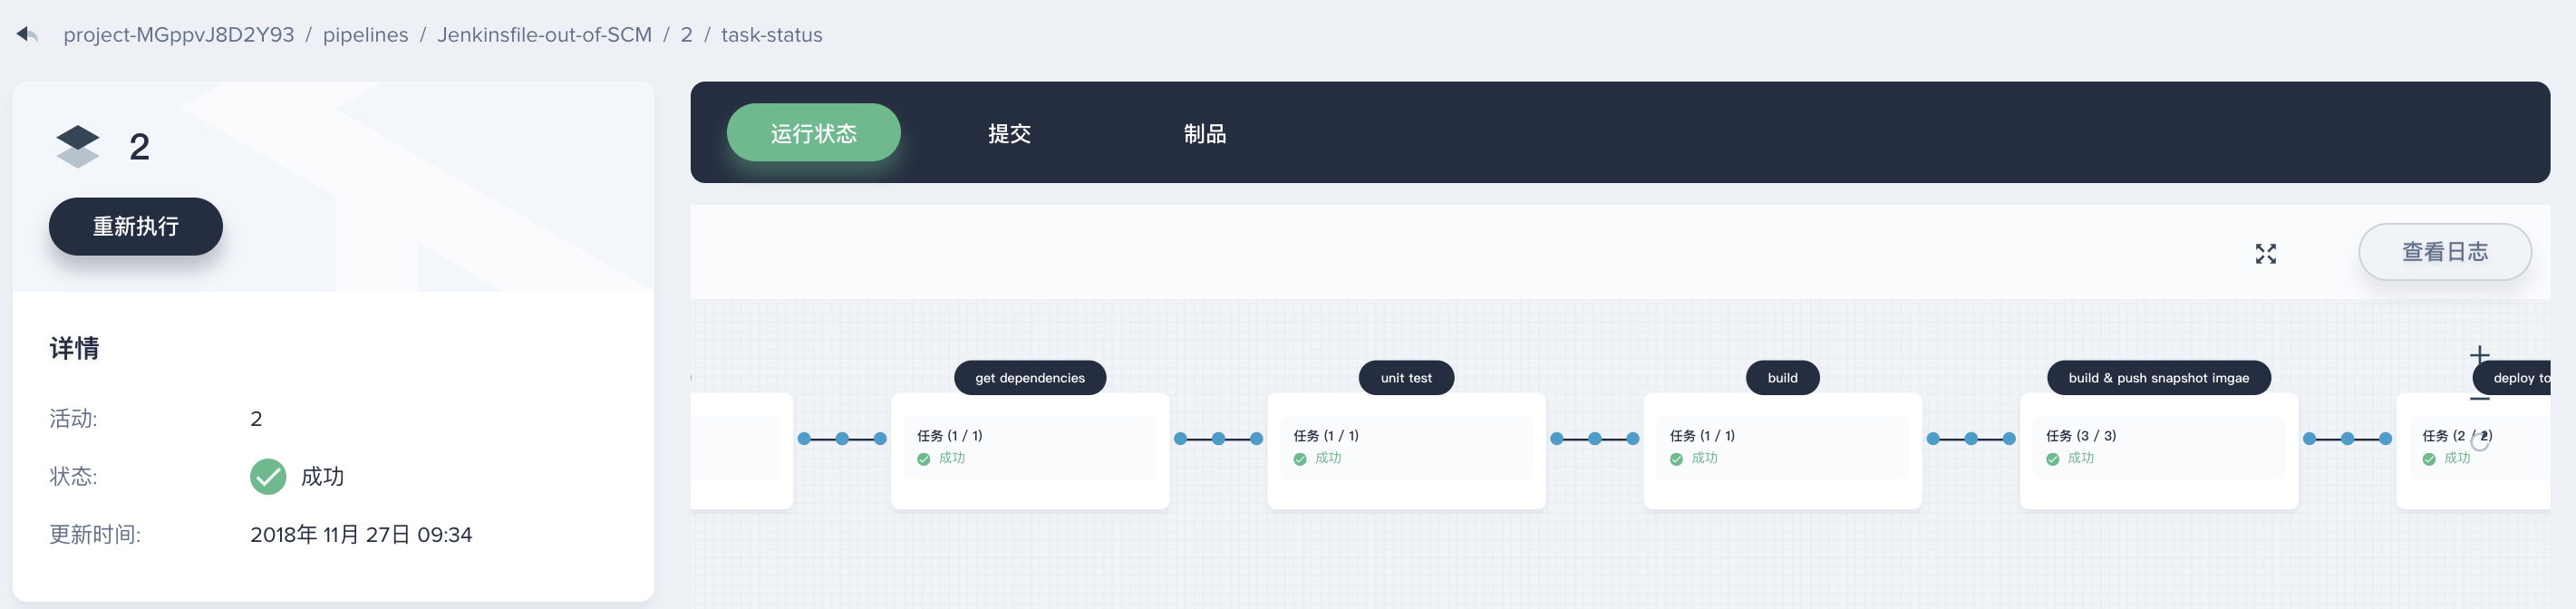 project-MGppvJ8D2Y93 / pipelines / Jenkinsfile-out-of-SCM / 2 / task-status
2
重新执行
详情
活动: 2
状态: 成功
更新时间: 2018年 11月 27日 09:34
运行状态 提交 制品
查看日志
get dependencies unit test build build & push snapshot imgae deploy to
任务 (1 / 1) 任务 (1 / 1) 任务 (1 / 1) 任务 (3 / 3) 任务 (2 / 2)
成功 成功 成功 成功 成功